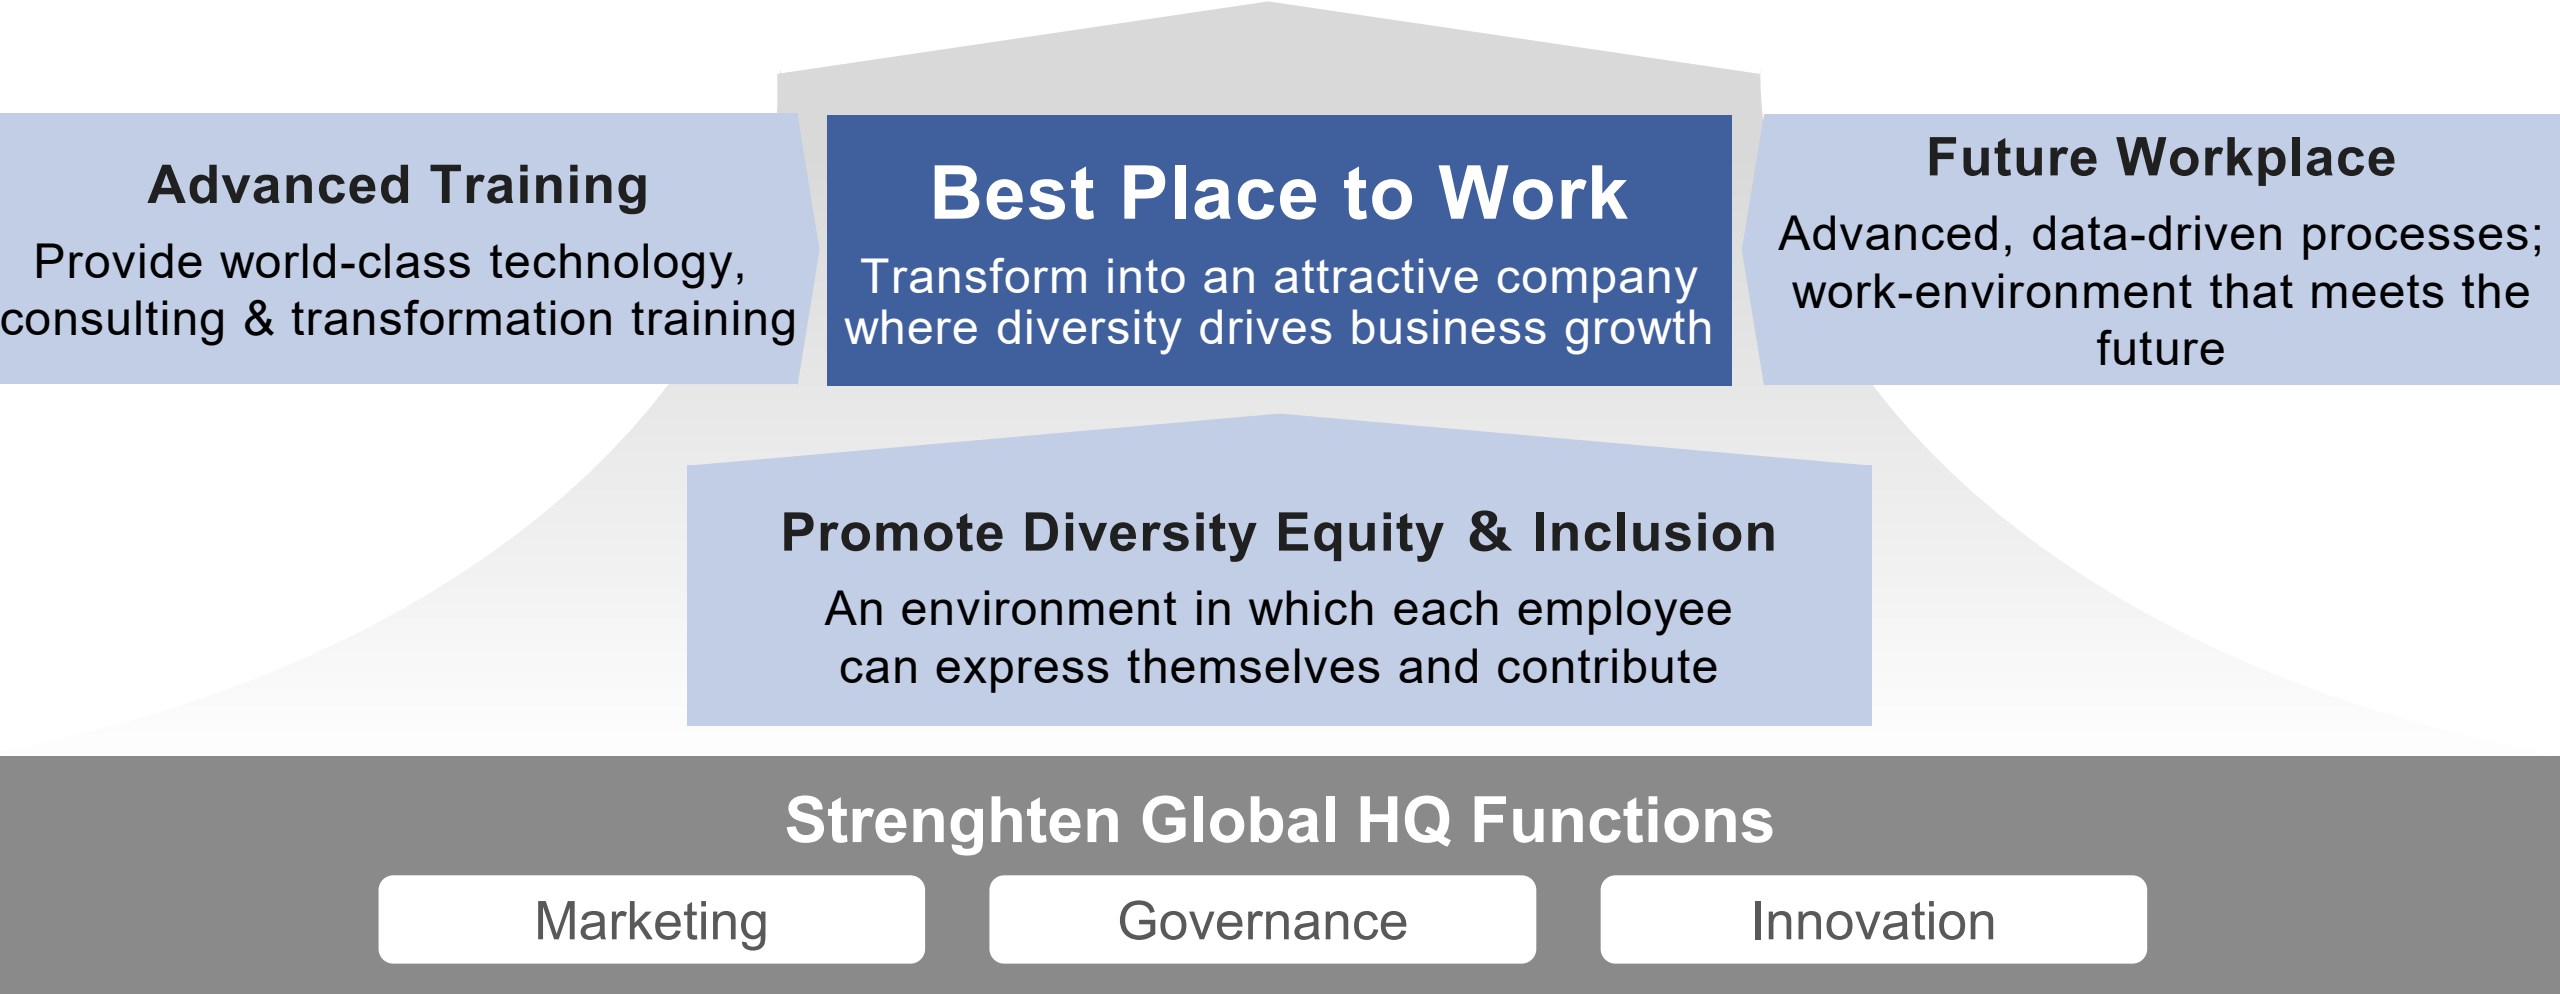 Advanced Training
Provide world-class technology,
consulting & transformation training
Best Place to Work
Transform into an attractive company
where diversity drives business growth
Future Workplace
Advanced, data-driven processes;
work-environment that meets the
future
Promote Diversity Equity & Inclusion
An environment in which each employee
can express themselves and contribute
Strenghten Global HQ Functions
Marketing
Governance
Innovation